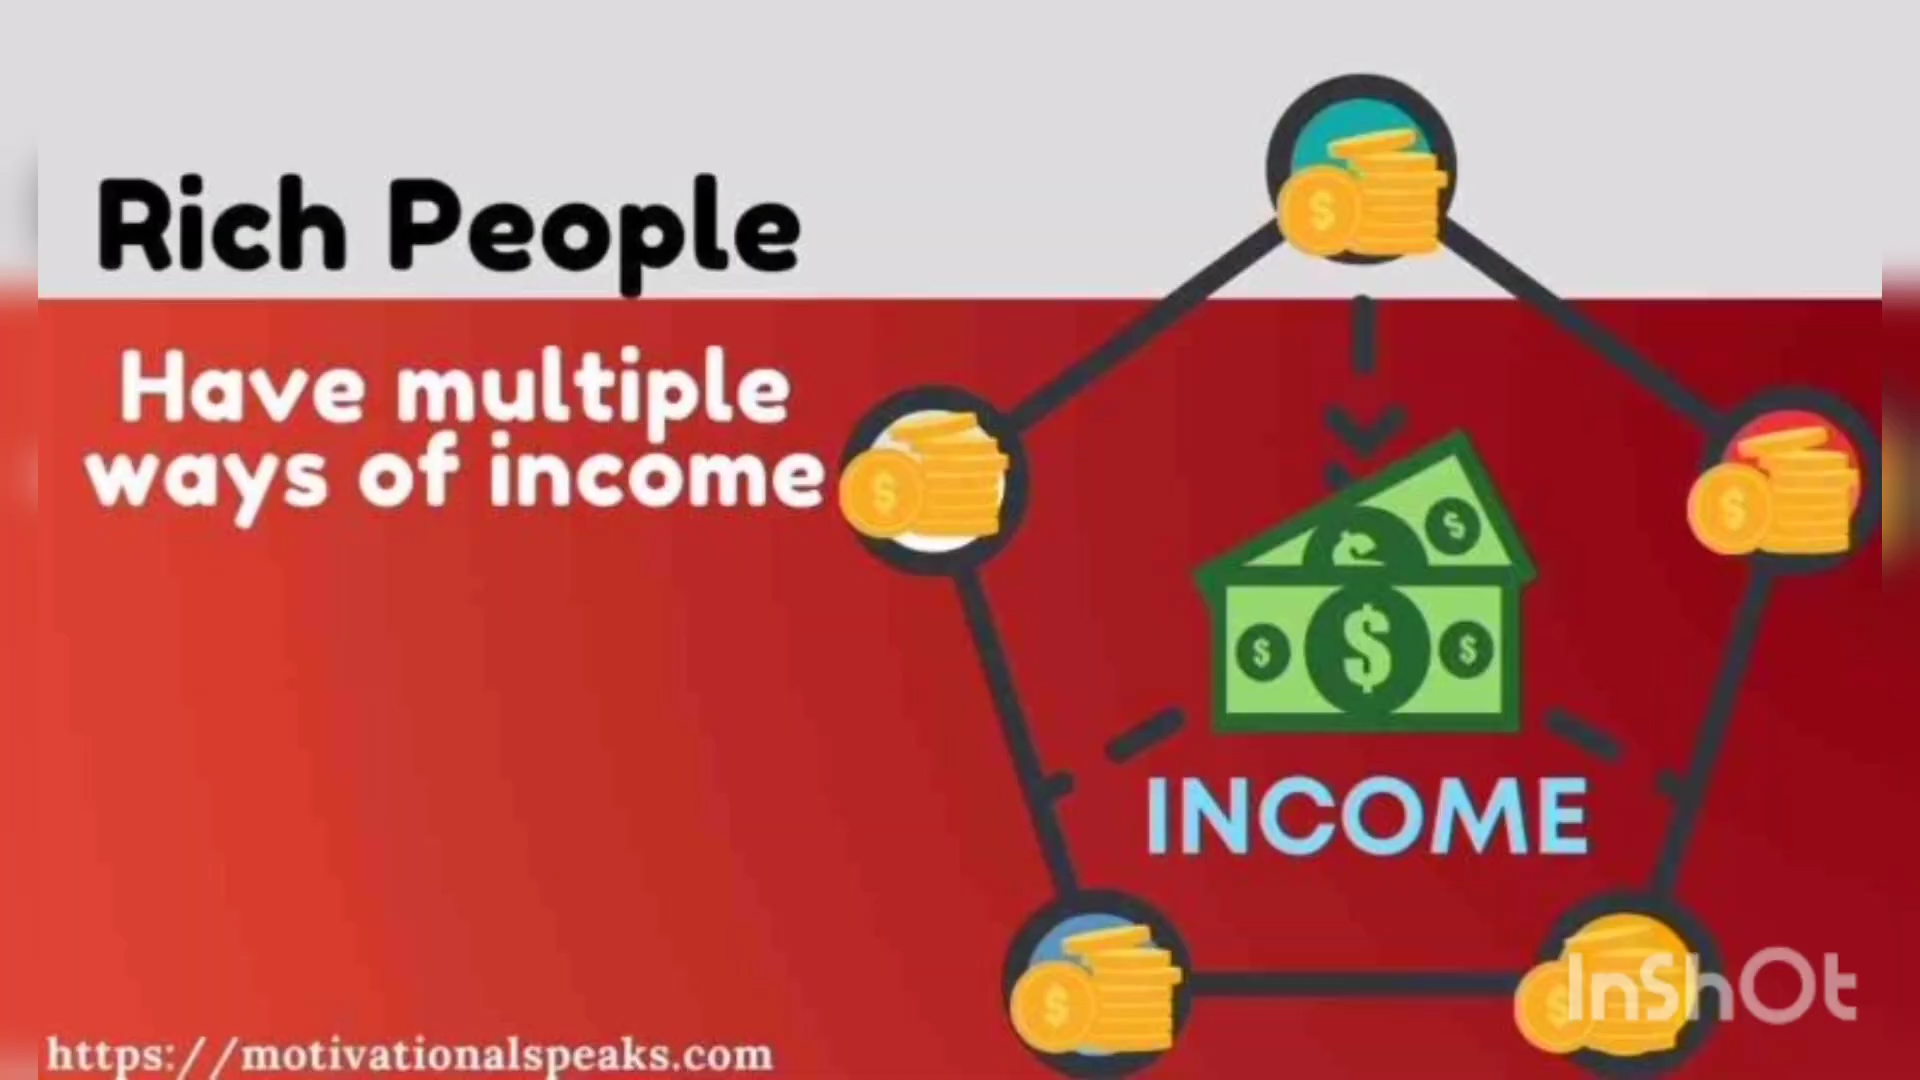 Rich People
Have multiple
ways of income
$
$
$
$
$
$
$
$
INCOME
$
$
InShOt
https://motivationalspeaks.com